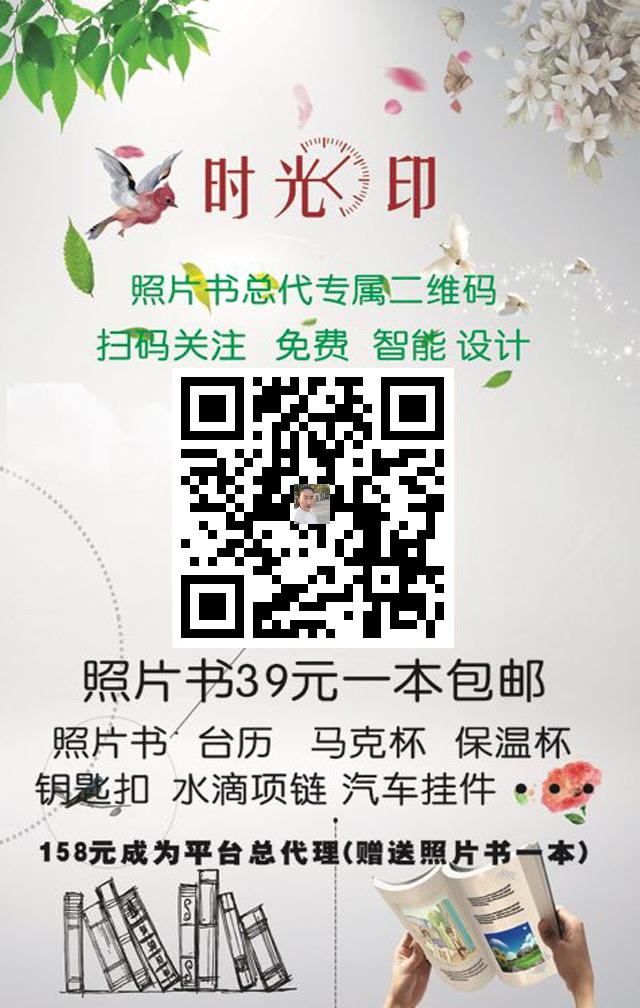 时光印
照片书总代专属二维码
扫码关注 免费 智能 设计
照片书39元一本包邮
照片书 台历 马克杯 保温杯
钥匙扣 水滴项链 汽车挂件
158元成为平台总代理(赠送照片书一本)